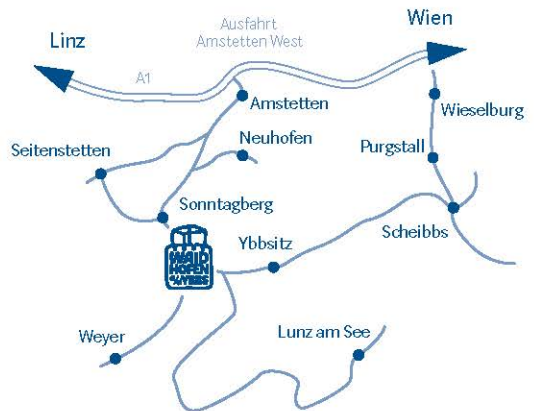 Wien
Linz
Ausfahrt
Amstetten West
A1
Amstetten
Wieselburg
Neuhofen
Purgstall
Seitenstetten
Sonntagberg
Scheibbs
Ybbsitz
WAID
HOFEN
a/d YBBS
Weyer
Lunz am See